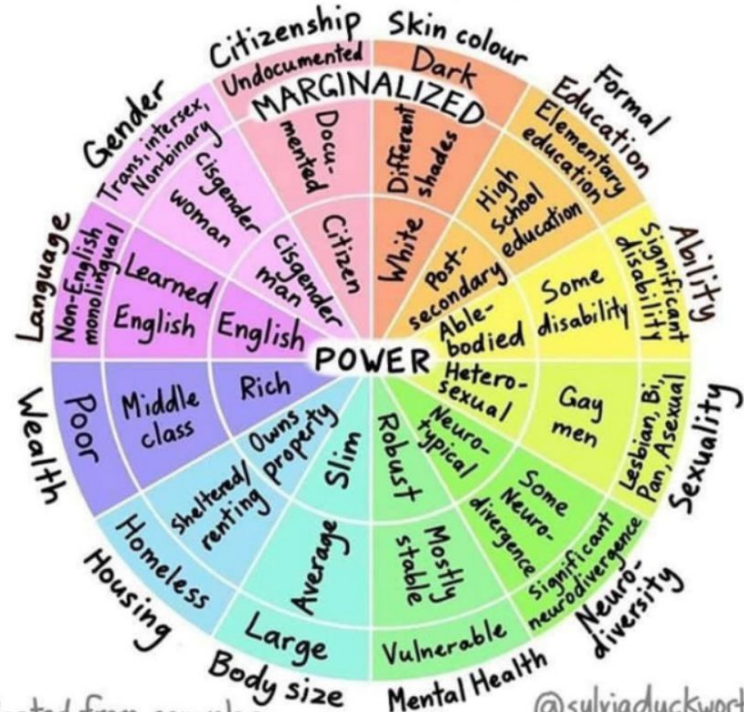 Citizenship
Undocumented
Docu-
mented
Citizen
Skin colour
Dark
Different
shades
White
MARGINALIZED
Formal
Education
Elementary
education
High
School
education
Post-
secondary
Ability
Significant
disability
Some
disability
Able-
bodied
Sexuality
Lesbian, Bi,
Pan, Asexual
Gay
men
Hetero-
sexual
Neuro-
diversity
Significant
neurodivergence
Some
Neuro-
divergence
Neuro-
typical
Mental Health
Vulnerable
Mostly
stable
Robust
Body size
Large
Average
Slim
Housing
Homeless
Sheltered/
renting
Owns
property
Wealth
Poor
Middle
class
Rich
Language
Non-English
monolingual
Learned
English
English
Gender
Trans, intersex,
Nonbinary
cisgender
woman
cisgender
man
POWER
@sylviaduckwort